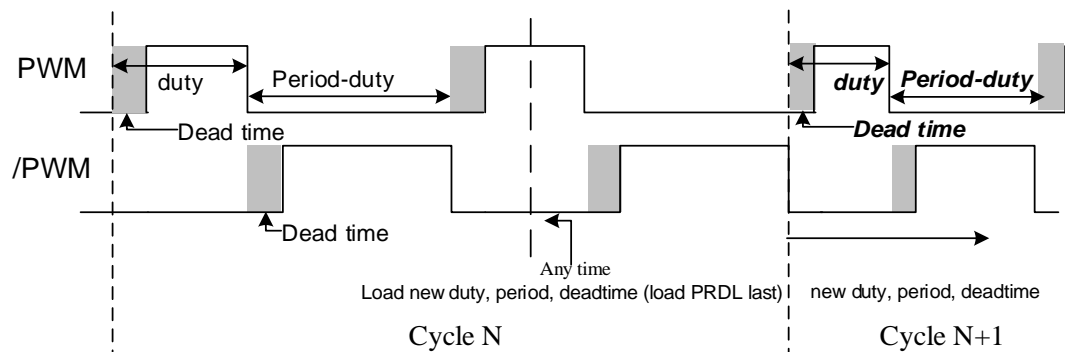 PWM
duty
Period-duty
duty
Period-duty
Dead time
Dead time
/PWM
Dead time
Any time
Load new duty, period, deadtime (load PRDL last)
new duty, period, deadtime
Cycle N
Cycle N+1